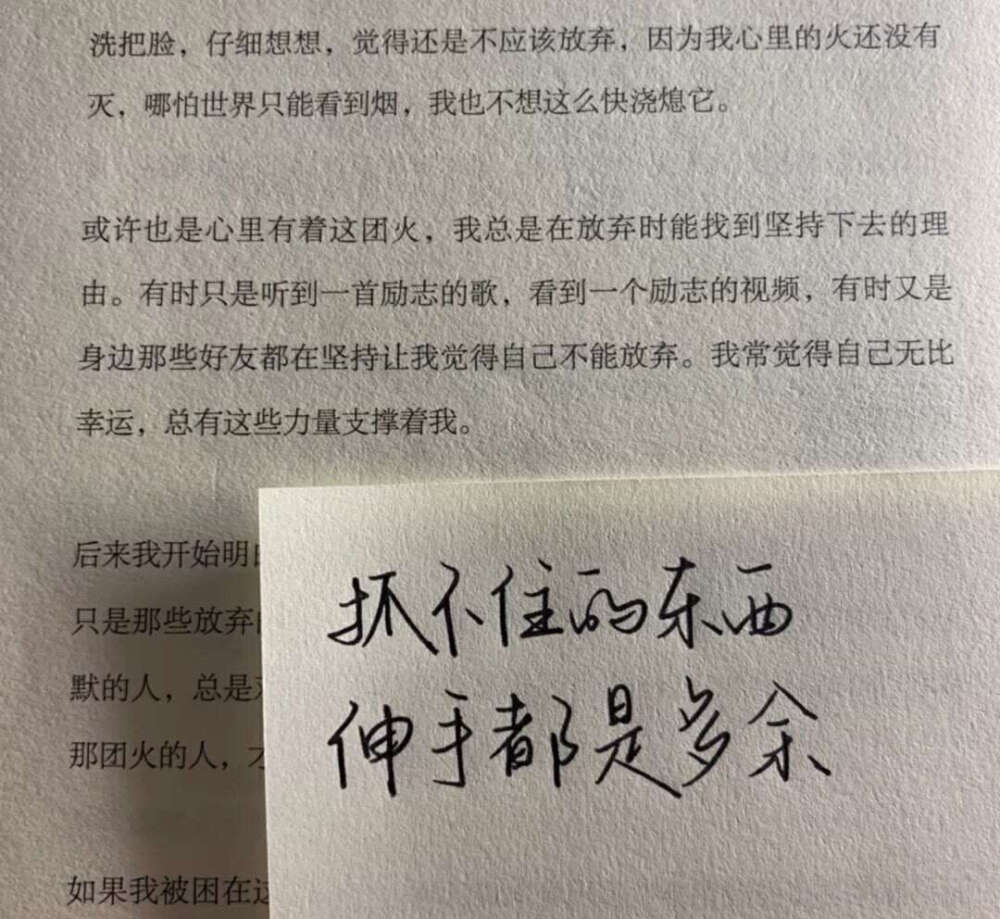 洗把脸，仔细想想，觉得还是不应该放弃，因为我心里的火还没有
灭，哪怕世界只能看到烟，我也不想这么快浇熄它。
或许也是心里有着这团火，我总是在放弃时能找到坚持下去的理
由。有时只是听到一首励志的歌，看到一个励志的视频，有时又是
身边那些好友都在坚持让我觉得自己不能放弃。我常觉得自己无比
幸运，总有这些力量支撑着我。
后来我开始明
只是那些放弃
默的人，总是
那团火的人，
如果我被困在
抓不住的东西
伸手都是多余